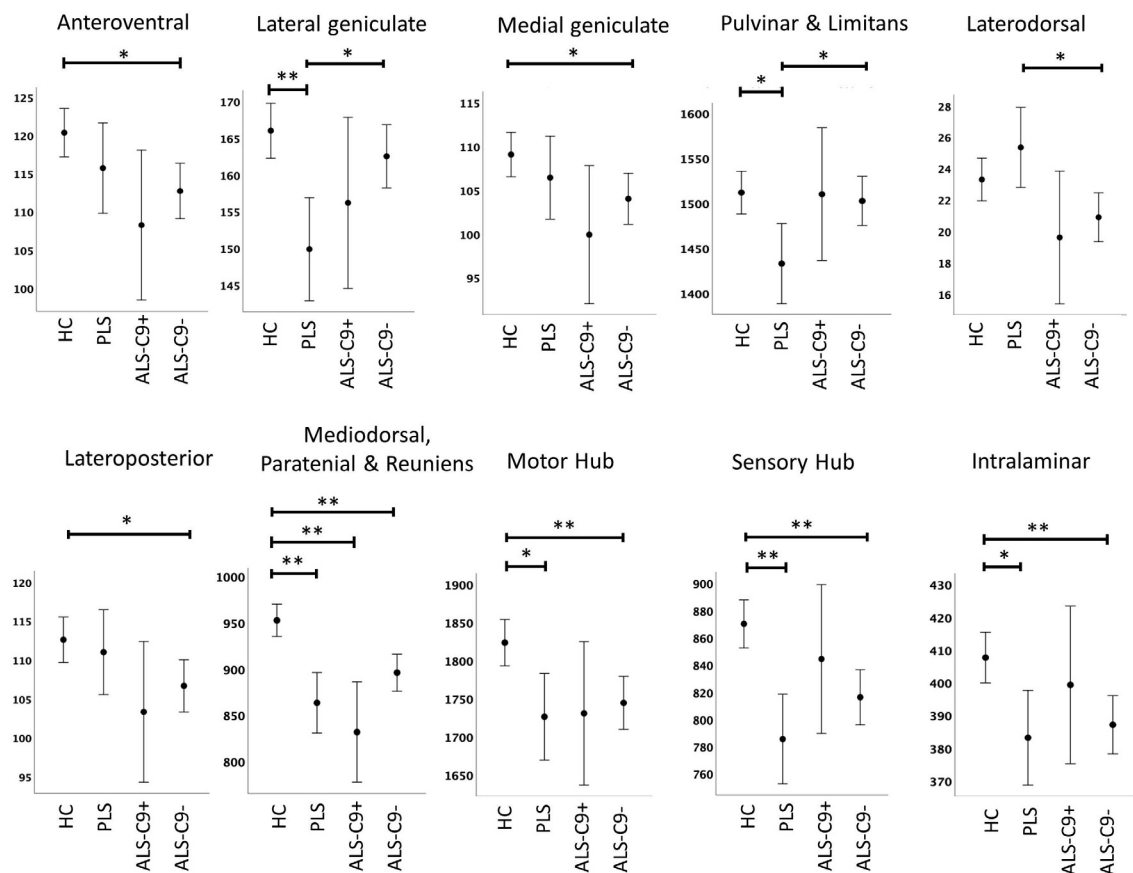 Anteroventral
*
125
120
115
110
105
100
HC
PLS
ALS-C9+
ALS-C9-
Lateral geniculate
*
**
170
165
160
155
150
145
HC
PLS
ALS-C9+
ALS-C9-
Medial geniculate
*
115
110
105
100
95
HC
PLS
ALS-C9+
ALS-C9-
Pulvinar & Limitans
*
*
1600
1550
1500
1450
1400
HC
PLS
ALS-C9+
ALS-C9-
Laterodorsal
*
28
26
24
22
20
18
16
HC
PLS
ALS-C9+
ALS-C9-
Lateroposterior
*
120
115
110
105
100
95
HC
PLS
ALS-C9+
ALS-C9-
Mediodorsal,
Paratenial & Reuniens
**
**
**
1000
950
900
850
800
HC
PLS
ALS-C9+
ALS-C9-
Motor Hub
**
*
1900
1850
1800
1750
1700
1650
HC
PLS
ALS-C9+
ALS-C9-
Sensory Hub
**
**
900
880
860
840
820
800
780
760
HC
PLS
ALS-C9+
ALS-C9-
Intralaminar
**
*
430
420
410
400
390
380
370
HC
PLS
ALS-C9+
ALS-C9-